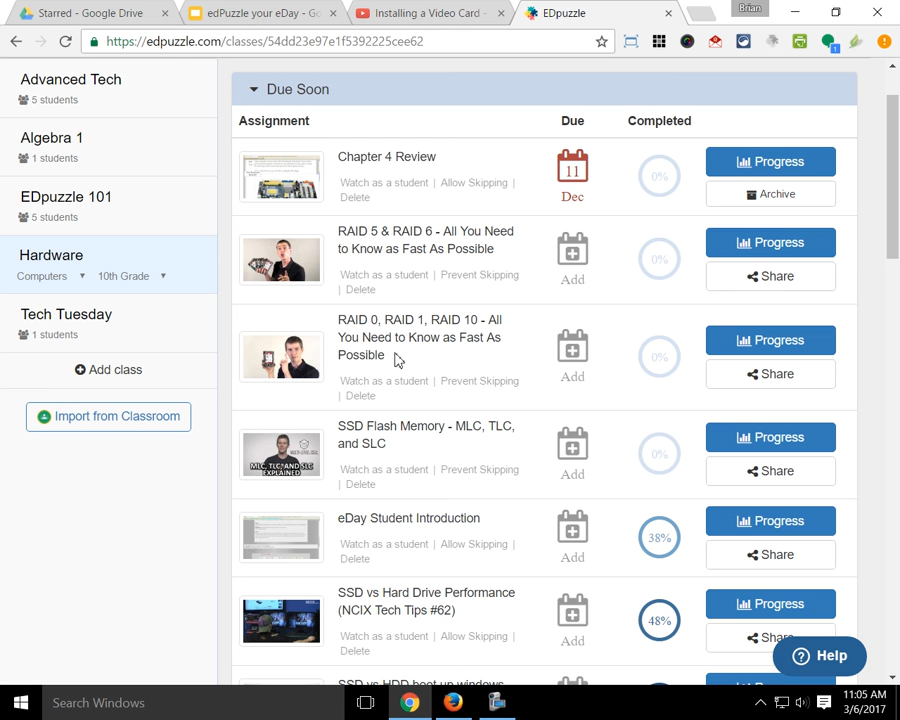 Starred - Google Drive
edPuzzle your eDay - Go
Installing a Video Card -
EDpuzzle
Brian
https://edpuzzle.com/classes/54dd23e97e1f5392225cee62
1
Advanced Tech
5 students
Algebra 1
1 students
EDpuzzle 101
5 students
Hardware
Computers 10th Grade
Tech Tuesday
1 students
Add class
Import from Classroom
Due Soon
Assignment Due Completed
Chapter 4 Review
Watch as a student | Allow Skipping |
Delete
11
Dec
0%
Progress
Archive
RAID 5 & RAID 6 - All You Need
to Know as Fast As Possible
Watch as a student | Prevent Skipping
| Delete
Add
0%
Progress
Share
RAID 0, RAID 1, RAID 10 - All
You Need to Know as Fast As
Possible
Watch as a student | Prevent Skipping
| Delete
Add
0%
Progress
Share
MLC, TLC, AND SLC
EXPLAINED
SSD Flash Memory - MLC, TLC,
and SLC
Watch as a student | Prevent Skipping
| Delete
Add
0%
Progress
Share
eDay Student Introduction
Watch as a student | Allow Skipping |
Delete
Add
38%
Progress
Share
SSD vs Hard Drive Performance
(NCIX Tech Tips #62)
Watch as a student | Allow Skipping |
Delete
Add
48%
Progress
Share
Help
SSD vs HDD boot up windows
Search Windows
11:05 AM
3/6/2017